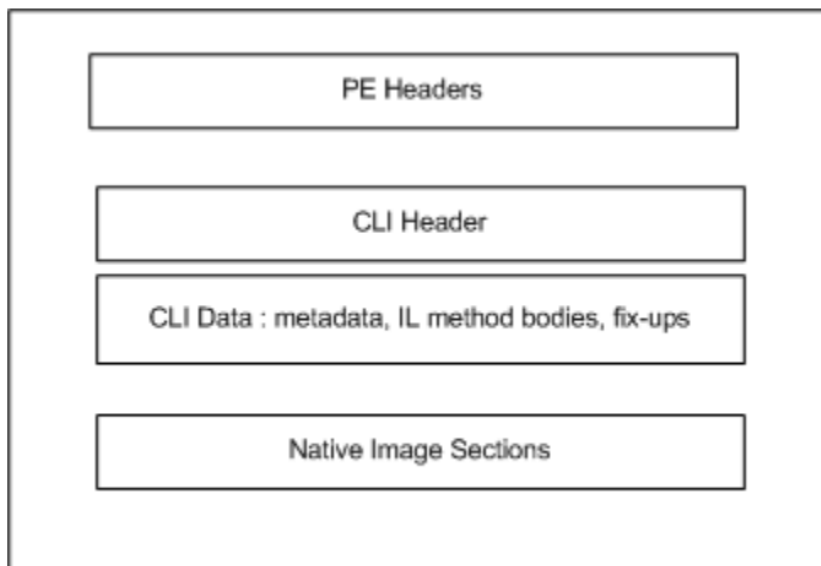 PE Headers
CLI Header
CLI Data : metadata, IL method bodies, fix-ups
Native Image Sections